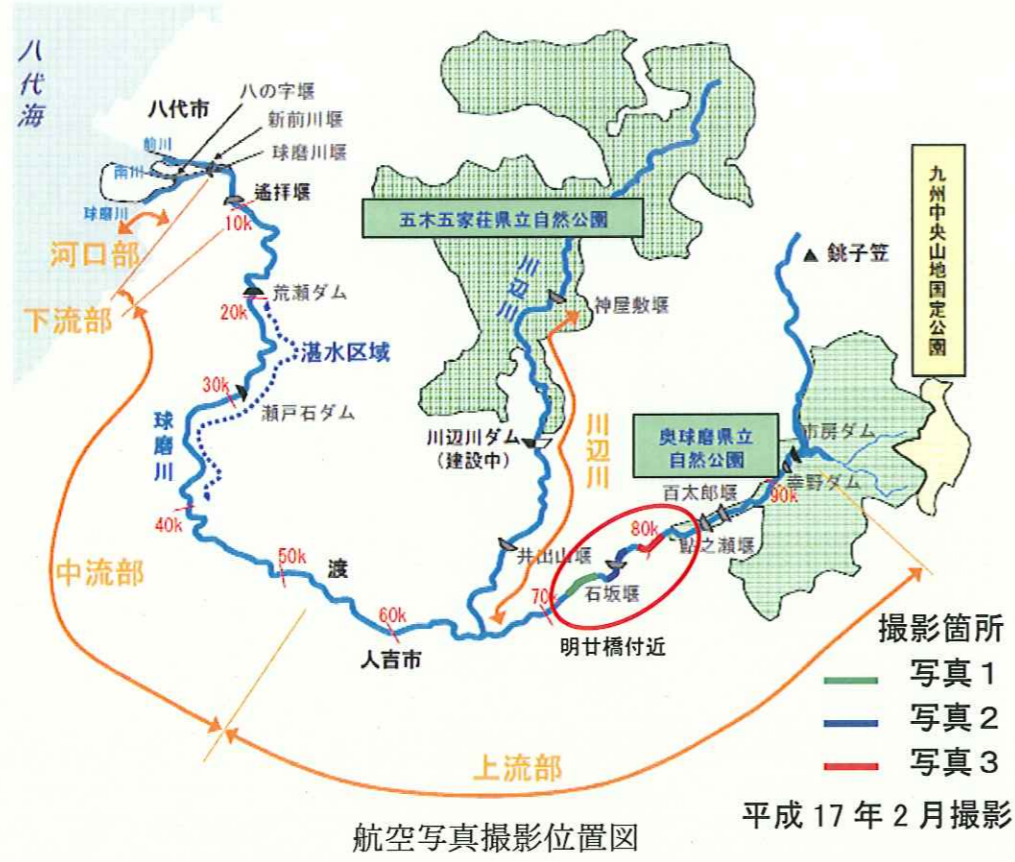 八代海
八の字堰
八代市
新前川堰
前川
球磨川堰
南川
遙拝堰
球磨川
10k
河口部
下流部
荒瀬ダム
20k
湛水区域
30k
瀬戸石ダム
球磨川
40k
中流部
50k
渡
60k
人吉市
五木五家荘県立自然公園
川辺川
神屋敷堰
川辺川ダム
(建設中)
川辺川
井出山堰
70k
石坂堰
80k
明廿橋付近
銚子笠
九州中央山地国定公園
奥球磨県立
自然公園
市房ダム
幸野ダム
百太郎堰
90k
鮎之瀬堰
上流部
撮影箇所
写真1
写真2
写真3
平成17年2月撮影
航空写真撮影位置図